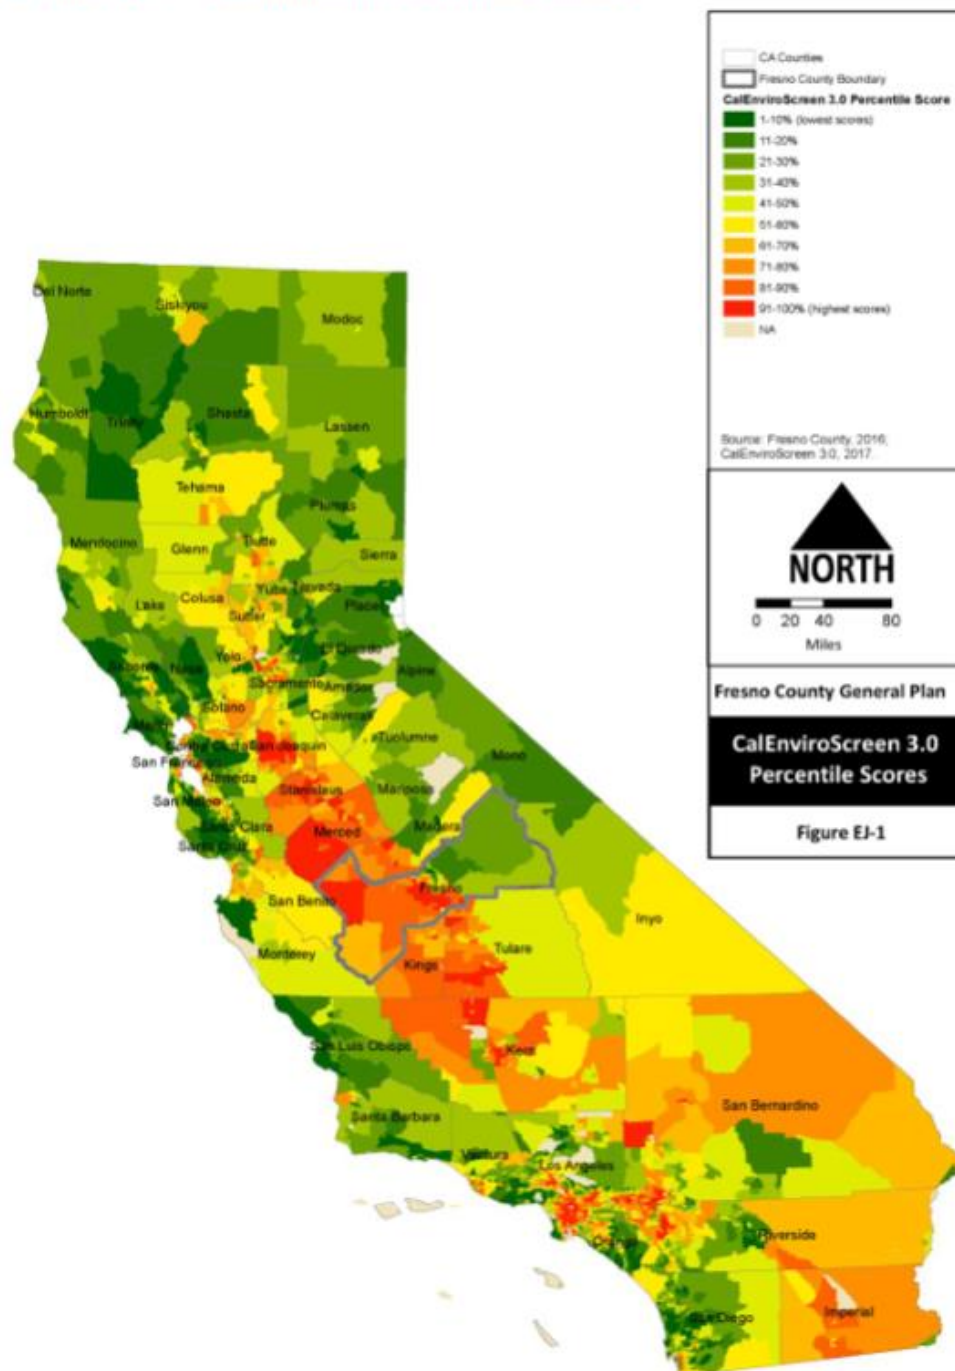 CA Counties
Fresno County Boundary
CalEnviroScreen 3.0 Percentile Score
1-10% (lowest scores)
11-20%
21-30%
31-40%
41-50%
51-60%
61-70%
71-80%
81-90%
91-100% (highest scores)
NA
Source: Fresno County, 2016;
CalEnviroScreen 3.0, 2017.
NORTH
0 20 40 80
Miles
Fresno County General Plan
CalEnviroScreen 3.0
Percentile Scores
Figure EJ-1
Del Norte
Siskiyou
Modoc
Humboldt
Trinity
Shasta
Lassen
Tehama
Plumas
Mendocino
Glenn
Butte
Sierra
Lake
Colusa
Yuba
Nevada
Sutter
Placer
Yolo
El Dorado
Sonoma
Napa
Sacramento
Amador
Alpine
Solano
Calaveras
Marin
Tuolumne
Contra Costa
San Joaquin
Mono
San Francisco
Alameda
Stanislaus
Mariposa
San Mateo
Santa Clara
Merced
Madera
Santa Cruz
Fresno
San Benito
Inyo
Monterey
Kings
Tulare
San Luis Obispo
Kern
San Bernardino
Santa Barbara
Ventura
Los Angeles
Orange
Riverside
San Diego
Imperial